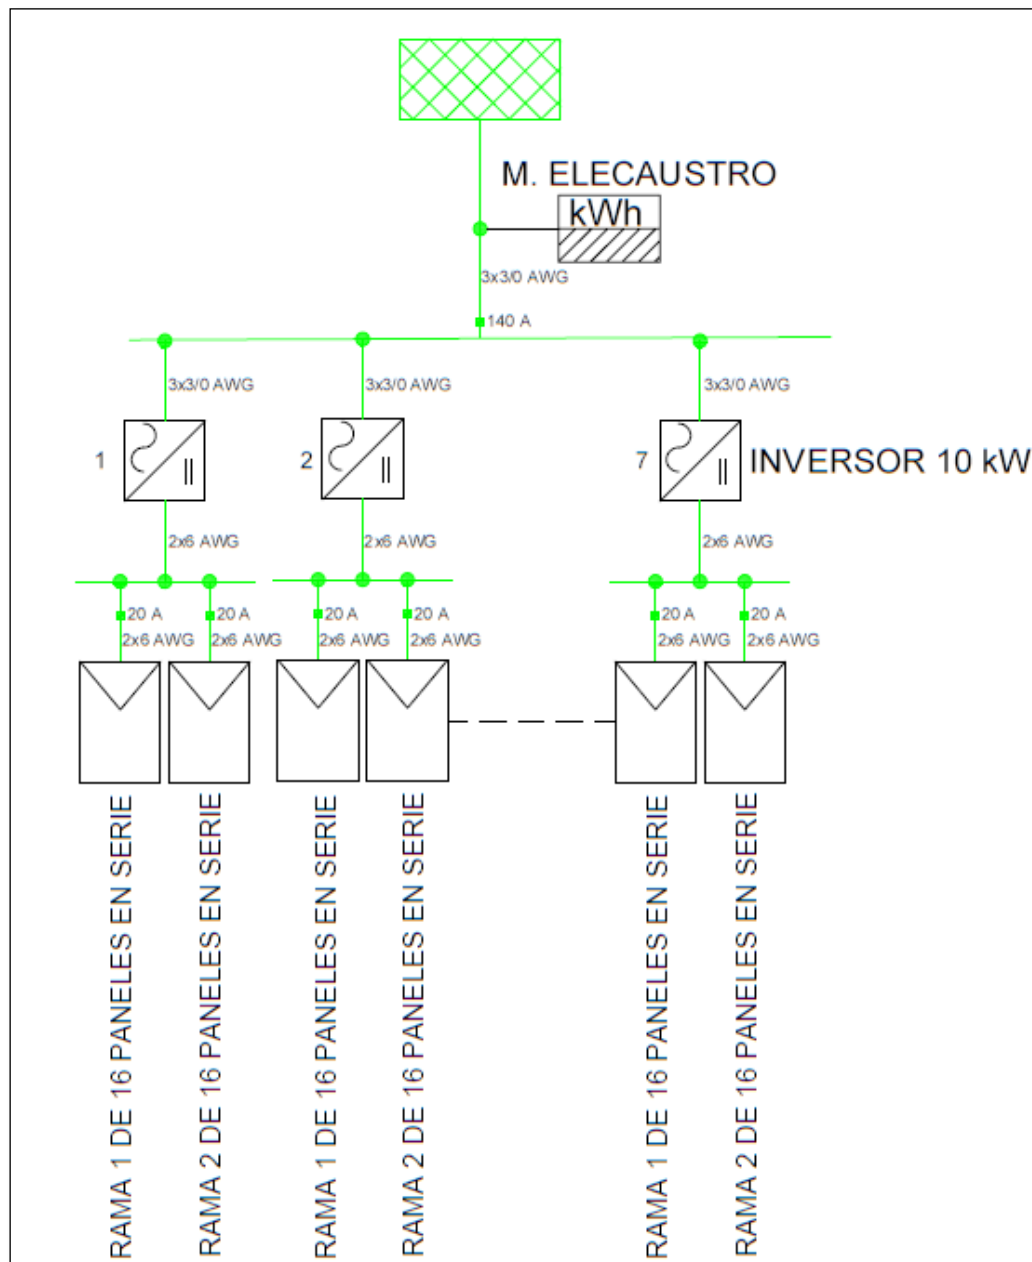 M. ELECAUSTRO
kWh
3x3/0 AWG
140 A
3x3/0 AWG
3x3/0 AWG
3x3/0 AWG
1
2
7
INVERSOR 10 kW
2x6 AWG
2x6 AWG
2x6 AWG
20 A
20 A
20 A
20 A
20 A
20 A
2x6 AWG
2x6 AWG
2x6 AWG
2x6 AWG
2x6 AWG
2x6 AWG
RAMA 1 DE 16 PANELES EN SERIE
RAMA 2 DE 16 PANELES EN SERIE
RAMA 1 DE 16 PANELES EN SERIE
RAMA 2 DE 16 PANELES EN SERIE
RAMA 1 DE 16 PANELES EN SERIE
RAMA 2 DE 16 PANELES EN SERIE